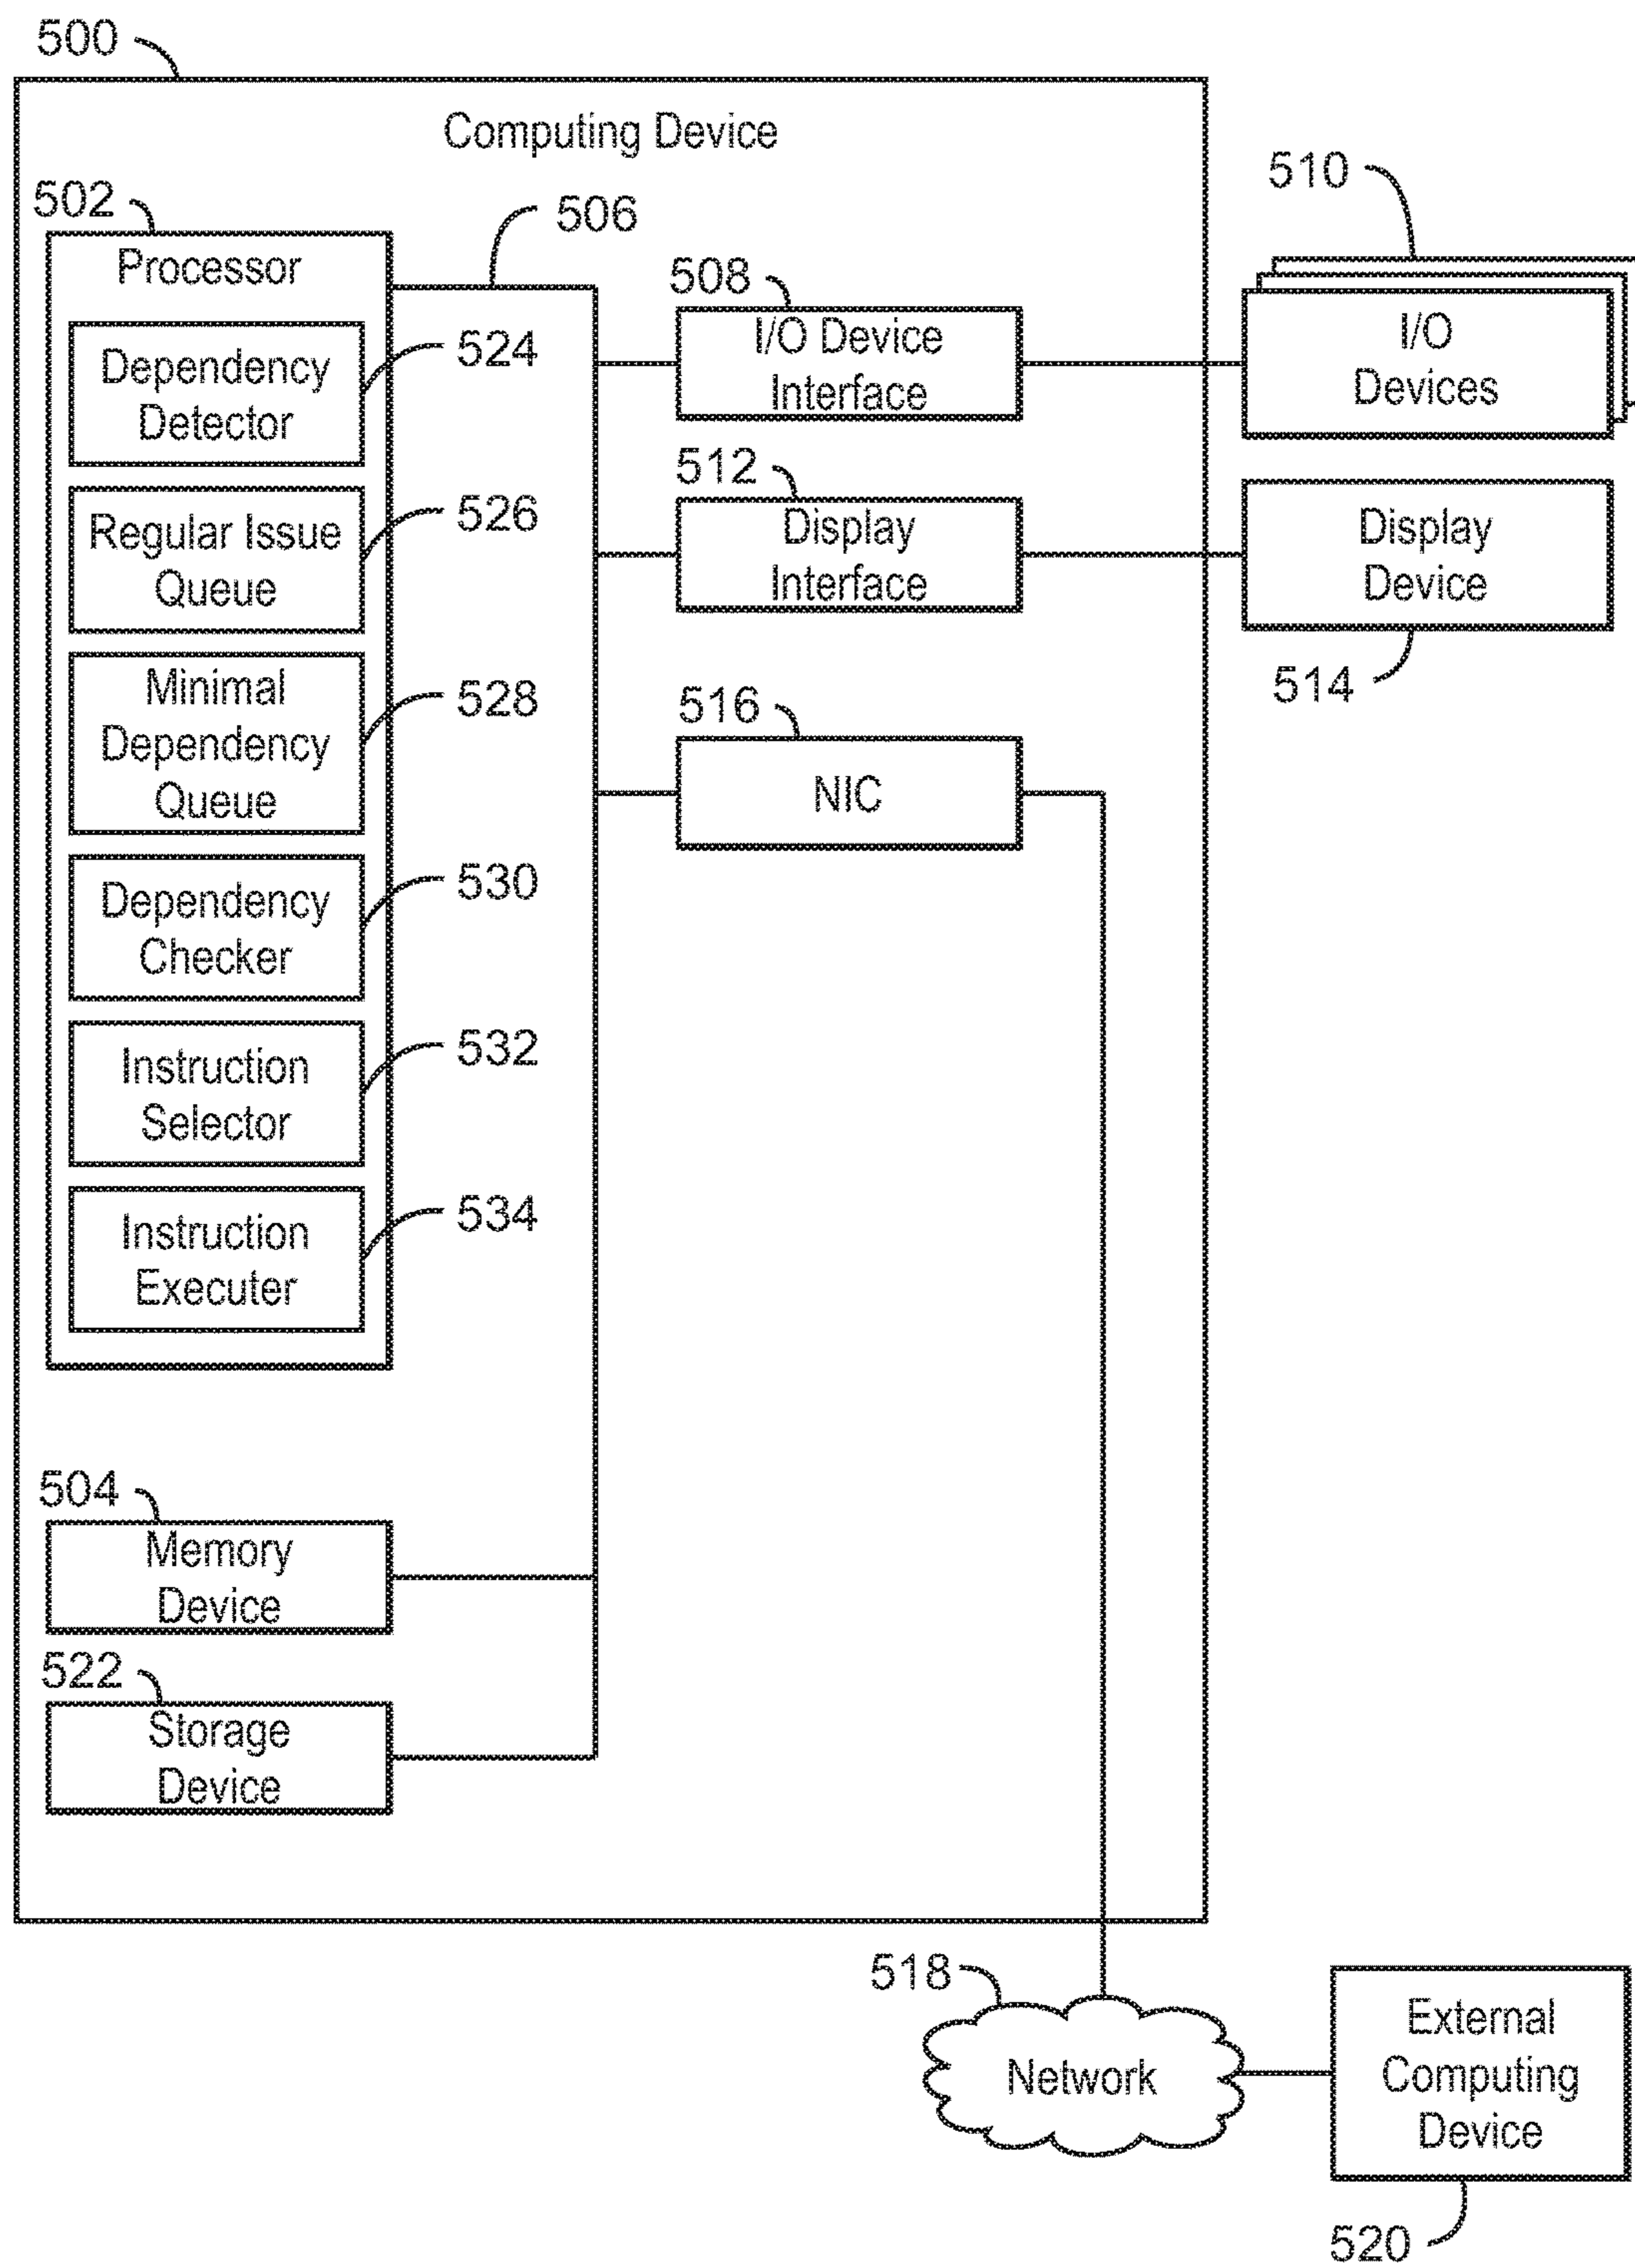 500
Computing Device
502
506
510
Processor
508
I/O Device
Interface
I/O
Devices
Dependency
Detector
524
512
Display
Interface
Display
Device
514
Regular Issue
Queue
526
Minimal
Dependency
Queue
528
516
NIC
Dependency
Checker
530
Instruction
Selector
532
Instruction
Executer
534
504
Memory
Device
522
Storage
Device
518
Network
External
Computing
Device
520